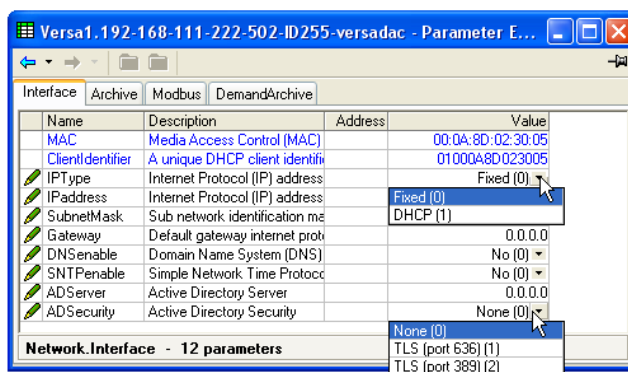 Versa1.192-168-111-222-502-ID255-versadac - Parameter E...
Interface Archive Modbus DemandArchive
Name Description Address Value
MAC Media Access Control (MAC) 00:0A:8D:02:30:05
ClientIdentifier A unique DHCP client identifi 01000A8D023005
IPType Internet Protocol (IP) address Fixed (0)
IPaddress Internet Protocol (IP) address Fixed (0)
SubnetMask Sub network identification ma DHCP (1)
Gateway Default gateway internet proto 0.0.0.0
DNSenable Domain Name System (DNS) No (0)
SNTPenable Simple Network Time Protoco No (0)
ADServer Active Directory Server 0.0.0.0
ADSecurity Active Directory Security None (0)
None (0)
Network.Interface - 12 parameters TLS (port 636) (1)
TLS (port 389) (2)